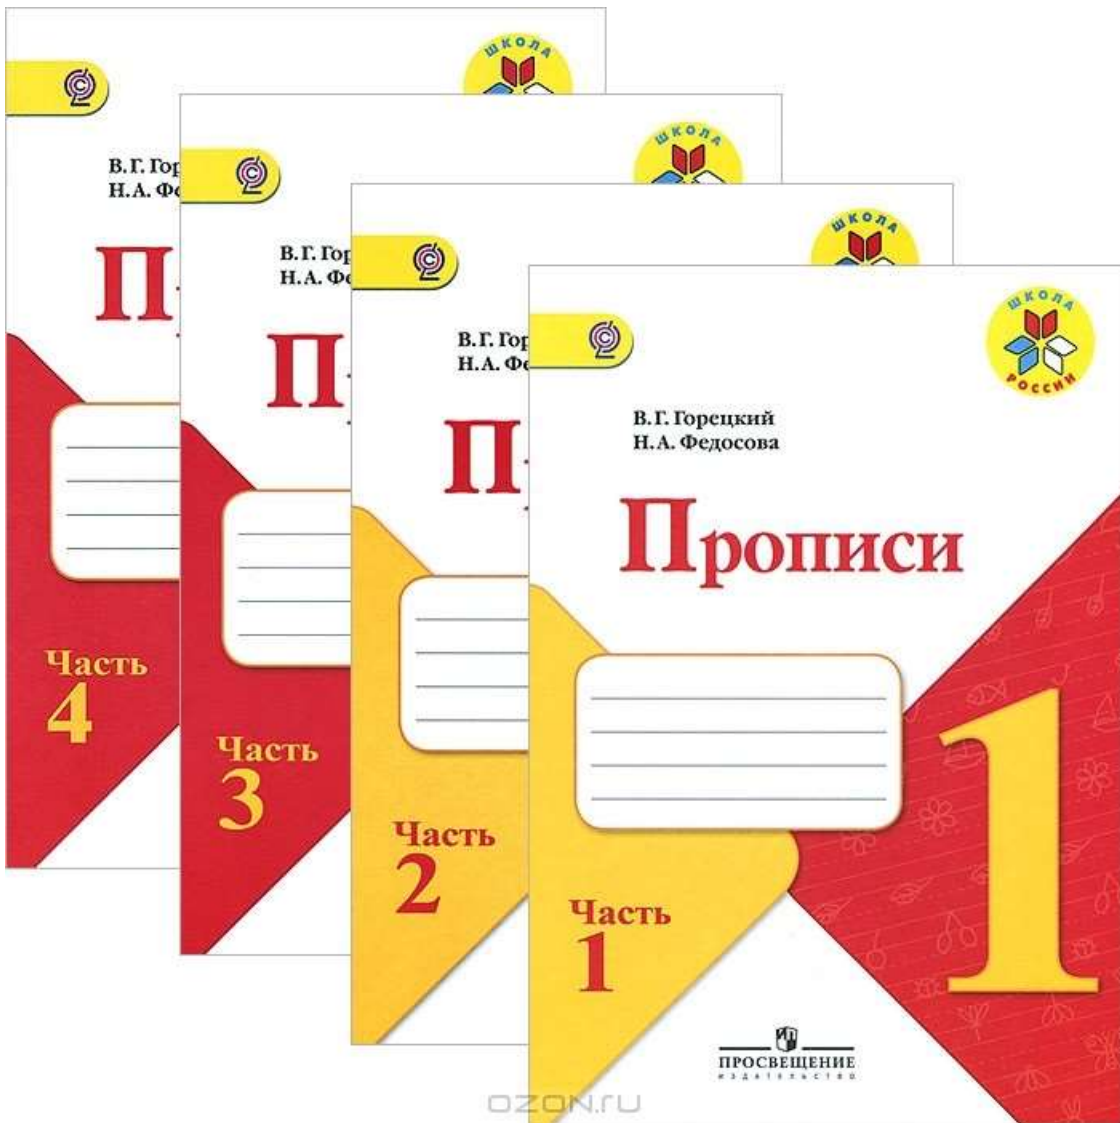 ШКОЛА
В. Г. Гор
Н. А. Фе
П
Часть
4
ШКОЛА
В. Г. Гор
Н. А. Фе
П
Часть
3
ШКОЛА
В. Г. Гор
Н. А. Фе
П
Часть
2
ШКОЛА
РОССИИ
В. Г. Горецкий
Н. А. Федосова
Прописи
1
Часть
1
ПРОСВЕЩЕНИЕ
ИЗДАТЕЛЬСТВО
OZON.RU